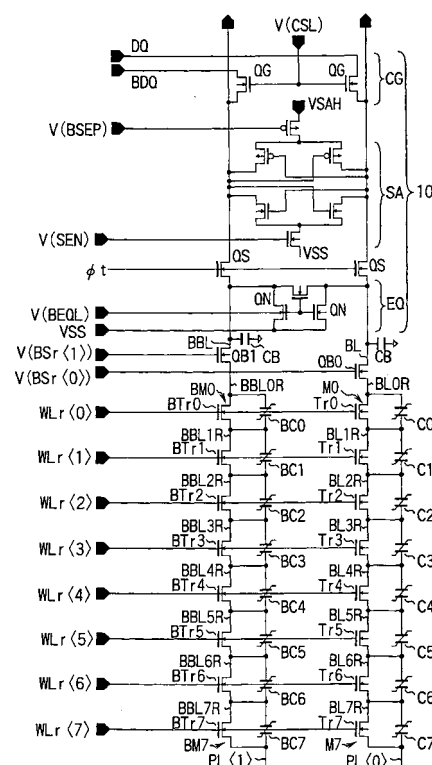 V(CSL)
DQ
BDQ
QG
QG
CG
VSAH
V(BSEP)
SA
10
V(SEN)
VSS
QS
QS
φt
QN
QN
EQ
V(BEQL)
VSS
BBL
BL
V(BSr⟨1⟩)
QB1
CB
CB
V(BSr⟨0⟩)
QB0
BM0
BBL0R
M0
BL0R
WLr⟨0⟩
BTr0
BC0
Tr0
C0
BBL1R
BL1R
WLr⟨1⟩
BTr1
BC1
Tr1
C1
BBL2R
BL2R
WLr⟨2⟩
BTr2
BC2
Tr2
C2
BBL3R
BL3R
WLr⟨3⟩
BTr3
BC3
Tr3
C3
BBL4R
BL4R
WLr⟨4⟩
BTr4
BC4
Tr4
C4
BBL5R
BL5R
WLr⟨5⟩
BTr5
BC5
Tr5
C5
BBL6R
BL6R
WLr⟨6⟩
BTr6
BC6
Tr6
C6
BBL7R
BL7R
WLr⟨7⟩
BTr7
BC7
Tr7
C7
BM7
M7
PL⟨1⟩
PL⟨0⟩